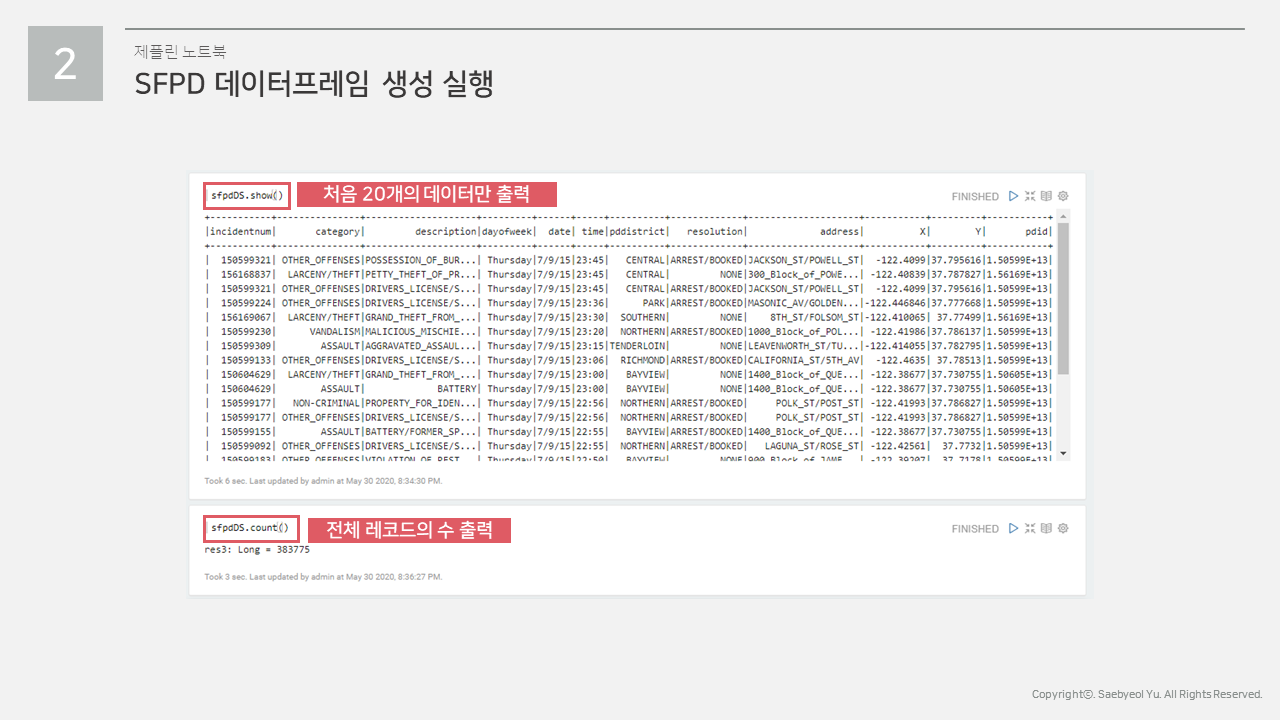 2
제플린 노트북
SFPD 데이터프레임 생성 실행
sfpdDS.show()
처음 20개의 데이터만 출력
FINISHED
+-----------+--------------+--------------------+---------+------+-----+----------+--------------+--------------------+-----------+---------+-----------+
|incidentnum| category| description|dayofweek| date| time|pddistrict| resolution| address| X| Y| pdid|
+-----------+--------------+--------------------+---------+------+-----+----------+--------------+--------------------+-----------+---------+-----------+
| 150599321| OTHER_OFFENSES|POSSESSION_OF_BUR...| Thursday|7/9/15|23:45| CENTRAL|ARREST/BOOKED|JACKSON_ST/POWELL_ST| -122.4099|37.795616|1.50599E+13|
| 156168837| LARCENY/THEFT|PETTY_THEFT_OF_PR...| Thursday|7/9/15|23:45| CENTRAL| NONE|300_Block_of_POWE...| -122.40839|37.787827|1.56169E+13|
| 150599321| OTHER_OFFENSES|DRIVERS_LICENSE/S...| Thursday|7/9/15|23:45| CENTRAL|ARREST/BOOKED|JACKSON_ST/POWELL_ST| -122.4099|37.795616|1.50599E+13|
| 150599224| OTHER_OFFENSES|DRIVERS_LICENSE/S...| Thursday|7/9/15|23:36| PARK|ARREST/BOOKED|MASONIC_AV/GOLDEN...|-122.446846|37.777668|1.50599E+13|
| 156169067| LARCENY/THEFT|GRAND_THEFT_FROM_...| Thursday|7/9/15|23:30| SOUTHERN| NONE| 8TH_ST/FOLSOM_ST|-122.410065| 37.77499|1.56169E+13|
| 150599230| VANDALISM|MALICIOUS_MISCHIE...| Thursday|7/9/15|23:20| NORTHERN|ARREST/BOOKED|1000_Block_of_POL...| -122.41986|37.786137|1.50599E+13|
| 150599309| ASSAULT|AGGRAVATED_ASSAUL...| Thursday|7/9/15|23:15|TENDERLOIN| NONE|LEAVENWORTH_ST/TU...|-122.414055|37.782795|1.50599E+13|
| 150599133| OTHER_OFFENSES|DRIVERS_LICENSE/S...| Thursday|7/9/15|23:06| RICHMOND|ARREST/BOOKED|CALIFORNIA_ST/5TH_AV| -122.4635| 37.78513|1.50599E+13|
| 150604629| LARCENY/THEFT|GRAND_THEFT_FROM_...| Thursday|7/9/15|23:00| BAYVIEW| NONE|1400_Block_of_QUE...| -122.38677|37.730755|1.50605E+13|
| 150604629| ASSAULT| BATTERY| Thursday|7/9/15|23:00| BAYVIEW| NONE|1400_Block_of_QUE...| -122.38677|37.730755|1.50605E+13|
| 150599177| NON-CRIMINAL|PROPERTY_FOR_IDEN...| Thursday|7/9/15|22:56| NORTHERN|ARREST/BOOKED| POLK_ST/POST_ST| -122.41993|37.786827|1.50599E+13|
| 150599177| OTHER_OFFENSES|DRIVERS_LICENSE/S...| Thursday|7/9/15|22:56| NORTHERN|ARREST/BOOKED| POLK_ST/POST_ST| -122.41993|37.786827|1.50599E+13|
| 150599155| ASSAULT|BATTERY/FORMER_SP...| Thursday|7/9/15|22:55| BAYVIEW|ARREST/BOOKED|1400_Block_of_QUE...| -122.38677|37.730755|1.50599E+13|
| 150599092| OTHER_OFFENSES|DRIVERS_LICENSE/S...| Thursday|7/9/15|22:55| NORTHERN|ARREST/BOOKED| LAGUNA_ST/ROSE_ST| -122.42561| 37.7732|1.50599E+13|
| 150599183| OTHER_OFFENSES|VIOLATION_OF_REST...| Thursday|7/9/15|22:50| BAYVIEW| NONE|900_Block_of_JAME...| -122.39207| 37.7178|1.50599E+13|
Took 6 sec. Last updated by admin at May 30 2020, 8:34:30 PM.
sfpdDS.count()
전체 레코드의 수 출력
FINISHED
res3: Long = 383775
Took 3 sec. Last updated by admin at May 30 2020, 8:36:27 PM.
Copyrightⓒ. Saebyeol Yu. All Rights Reserved.